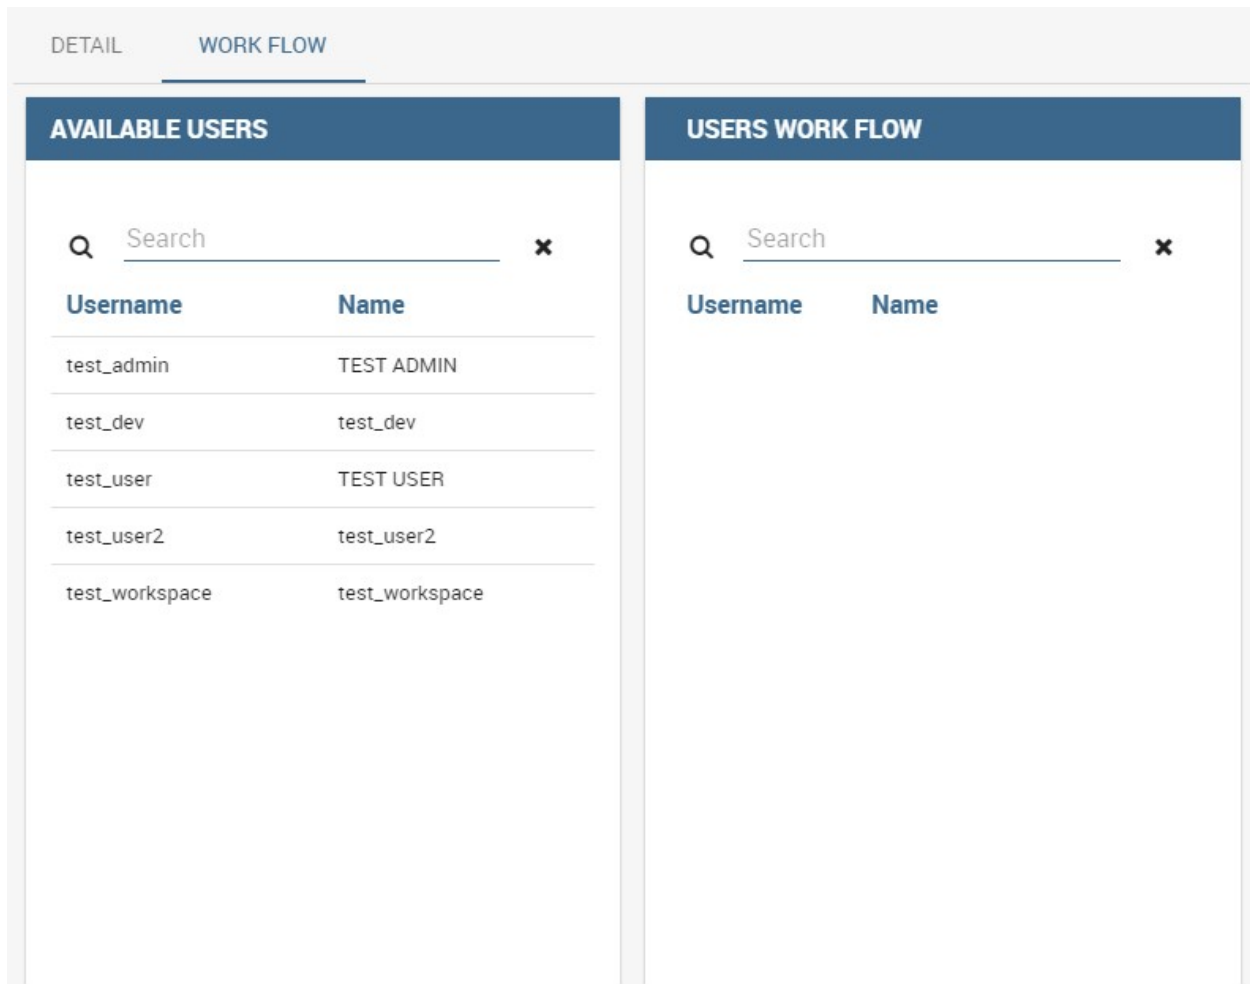 DETAIL WORK FLOW
AVAILABLE USERS
Search
Username Name
test_admin TEST ADMIN
test_dev test_dev
test_user TEST USER
test_user2 test_user2
test_workspace test_workspace
USERS WORK FLOW
Search
Username Name